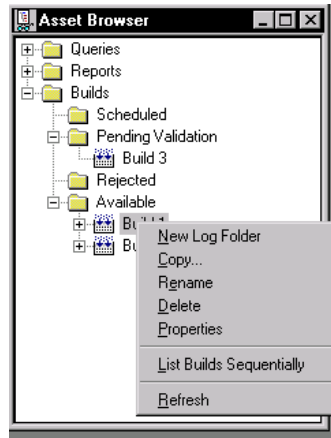 Asset Browser
Queries
Reports
Builds
Scheduled
Pending Validation
Build 3
Rejected
Available
New Log Folder
Copy...
Rename
Delete
Properties
List Builds Sequentially
Refresh